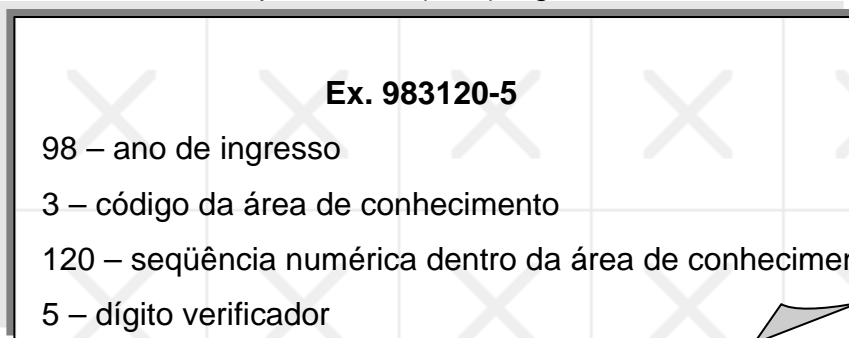 Ex. 983120-5
98 – ano de ingresso
3 – código da área de conhecimento
120 – seqüência numérica dentro da área de
5 – dígito verificador